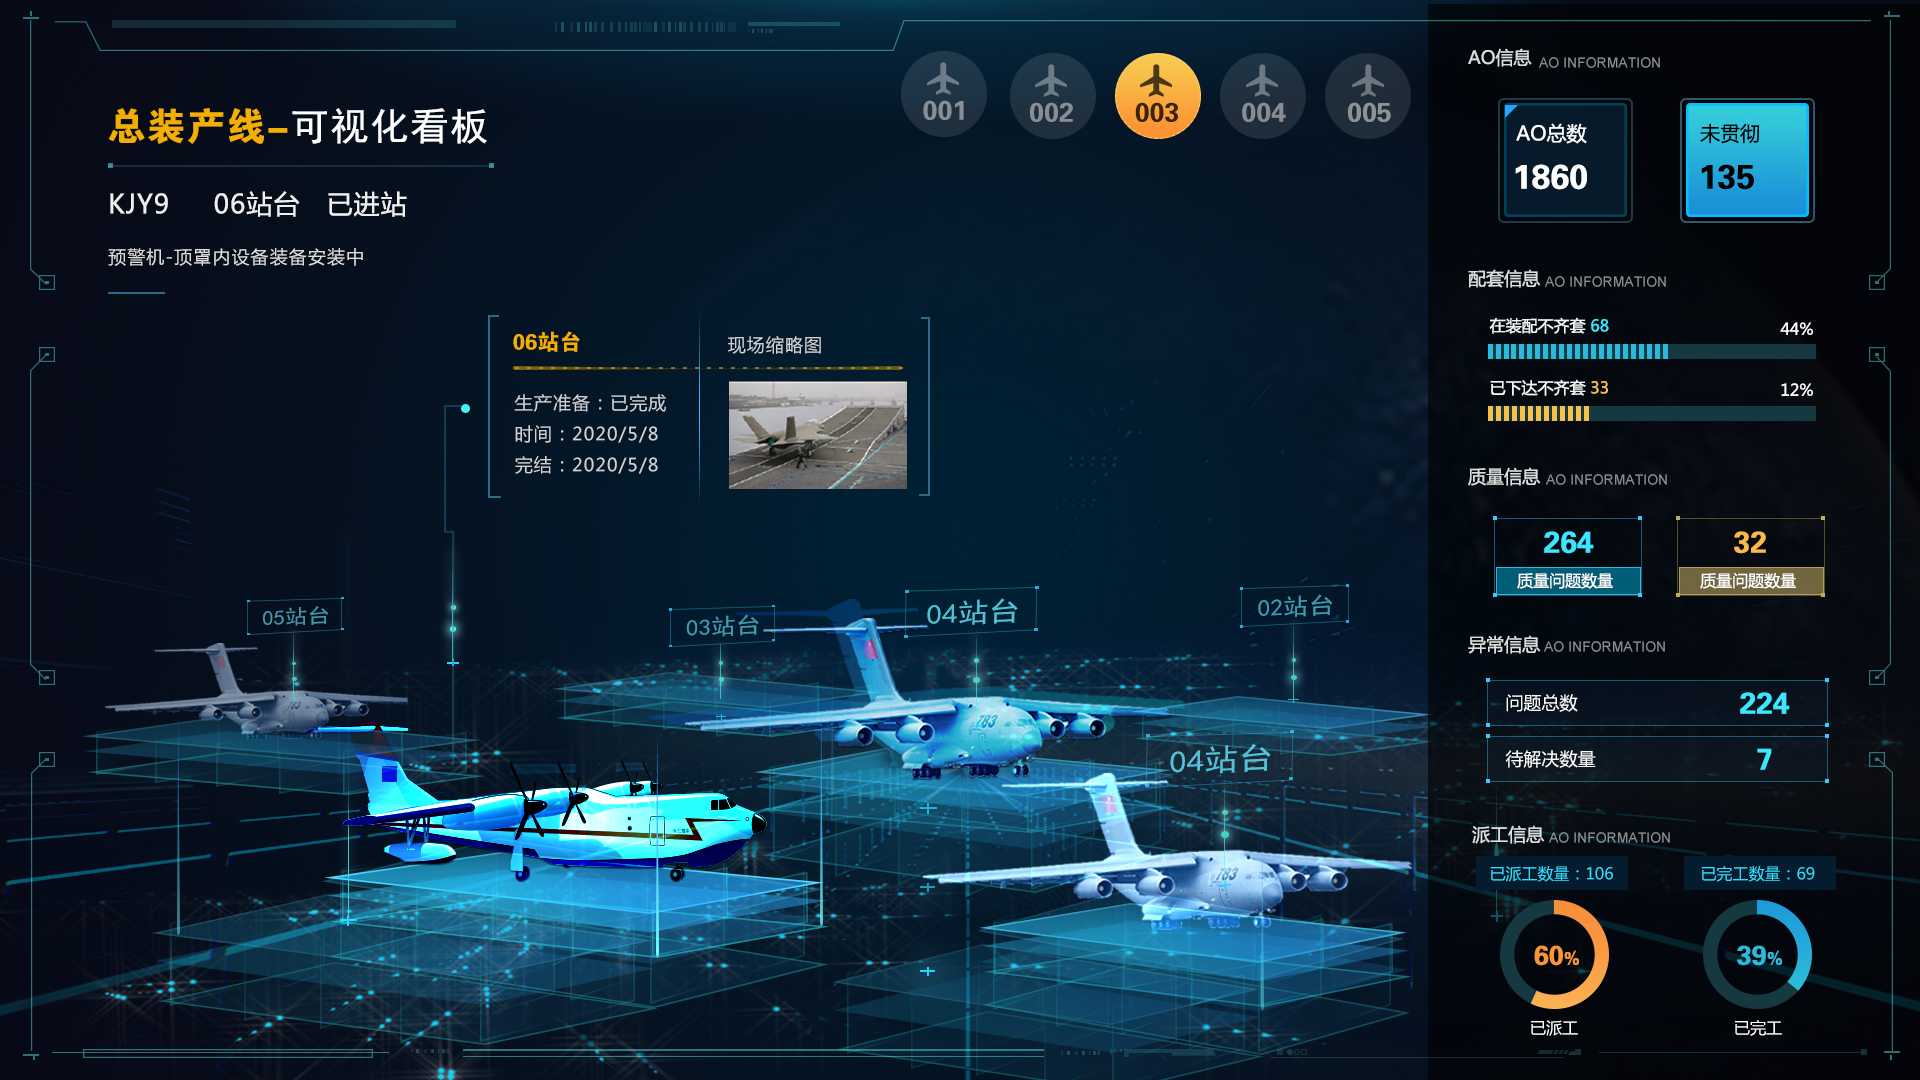 001
002
003
004
005
总装产线-可视化看板
KJY9 06站台 已进站
预警机-顶罩内设备装备安装中
06站台
现场缩略图
生产准备：已完成
时间：2020/5/8
完结：2020/5/8
05站台
03站台
04站台
02站台
04站台
783
783
783
AO信息 AO INFORMATION
AO总数
1860
未贯彻
135
配套信息 AO INFORMATION
在装配不齐套 68 44%
已下达不齐套 33 12%
质量信息 AO INFORMATION
264
质量问题数量
32
质量问题数量
异常信息 AO INFORMATION
问题总数 224
待解决数量 7
派工信息 AO INFORMATION
已派工数量：106
已完工数量：69
60%
39%
已派工
已完工